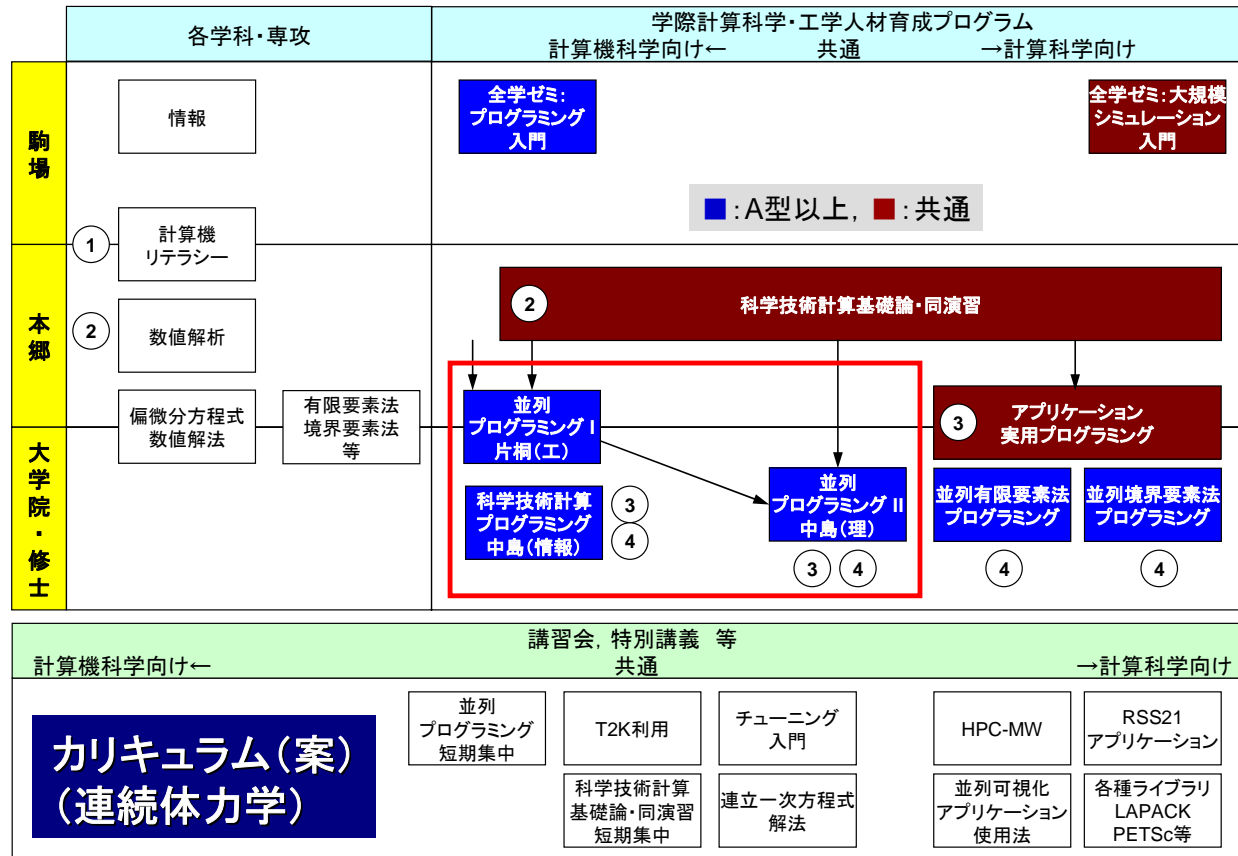 各学科・専攻
学際計算科学・工学人材育成プログラム
計算機科学向け← 共通 →計算科学向け
駒場
情報
全学ゼミ:
プログラミング
入門
全学ゼミ:大規模
シミュレーション
入門
■:A型以上, ■:共通
1
計算機
リテラシー
本郷
2
数値解析
2
科学技術計算基礎論・同演習
偏微分方程式
数値解法
有限要素法
境界要素法
等
並列
プログラミング I
片桐(工)
3
アプリケーション
実用プログラミング
大学院・修士
科学技術計算
プログラミング
中島(情報)
3
4
並列
プログラミング II
中島(理)
3 4
並列有限要素法
プログラミング
4
並列境界要素法
プログラミング
4
講習会, 特別講義 等
計算機科学向け← 共通 →計算科学向け
カリキュラム(案)
(連続体力学)
並列
プログラミング
短期集中
T2K利用
チューニング
入門
HPC-MW
RSS21
アプリケーション
科学技術計算
基礎論・同演習
短期集中
連立一次方程式
解法
並列可視化
アプリケーション
使用法
各種ライブラリ
LAPACK
PETSc等